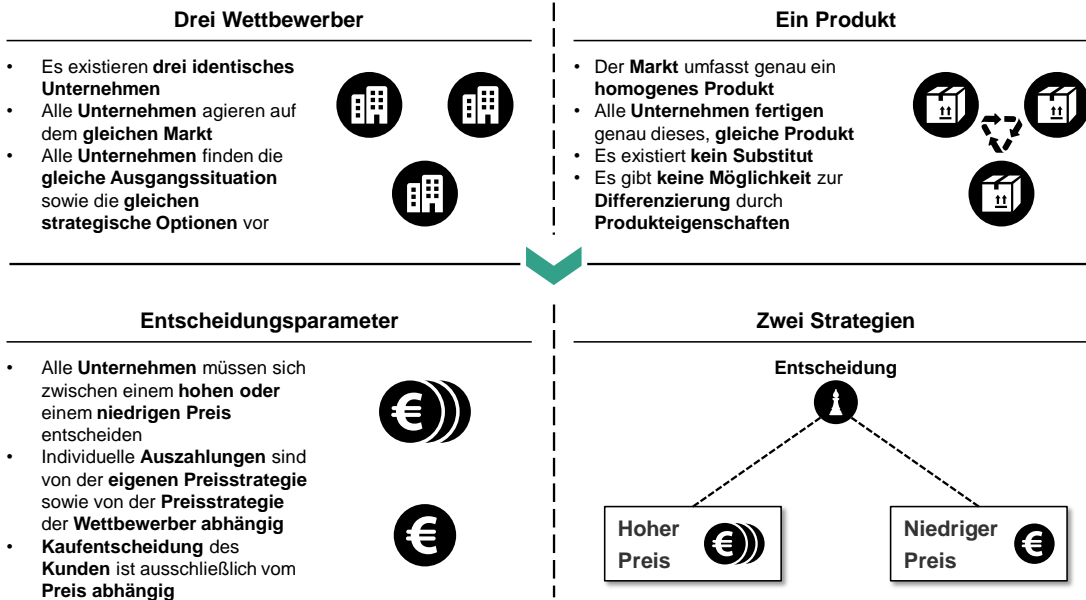 Drei Wettbewerber
• Es existieren drei identisches
Unternehmen
• Alle Unternehmen agieren auf
dem gleichen Markt
• Alle Unternehmen finden die
gleiche Ausgangssituation
sowie die gleichen
strategische Optionen vor
Ein Produkt
• Der Markt umfasst genau ein
homogenes Produkt
• Alle Unternehmen fertigen
genau dieses, gleiche Produkt
• Es existiert kein Substitut
• Es gibt keine Möglichkeit zur
Differenzierung durch
Produkteigenschaften
Entscheidungsparameter
• Alle Unternehmen müssen sich
zwischen einem hohen oder
einem niedrigen Preis
entscheiden
• Individuelle Auszahlungen sind
von der eigenen Preisstrategie
sowie von der Preisstrategie
der Wettbewerber abhängig
• Kaufentscheidung des
Kunden ist ausschließlich vom
Preis abhängig
€
€
Zwei Strategien
Entscheidung
Hoher
Preis
€
Niedriger
Preis
€